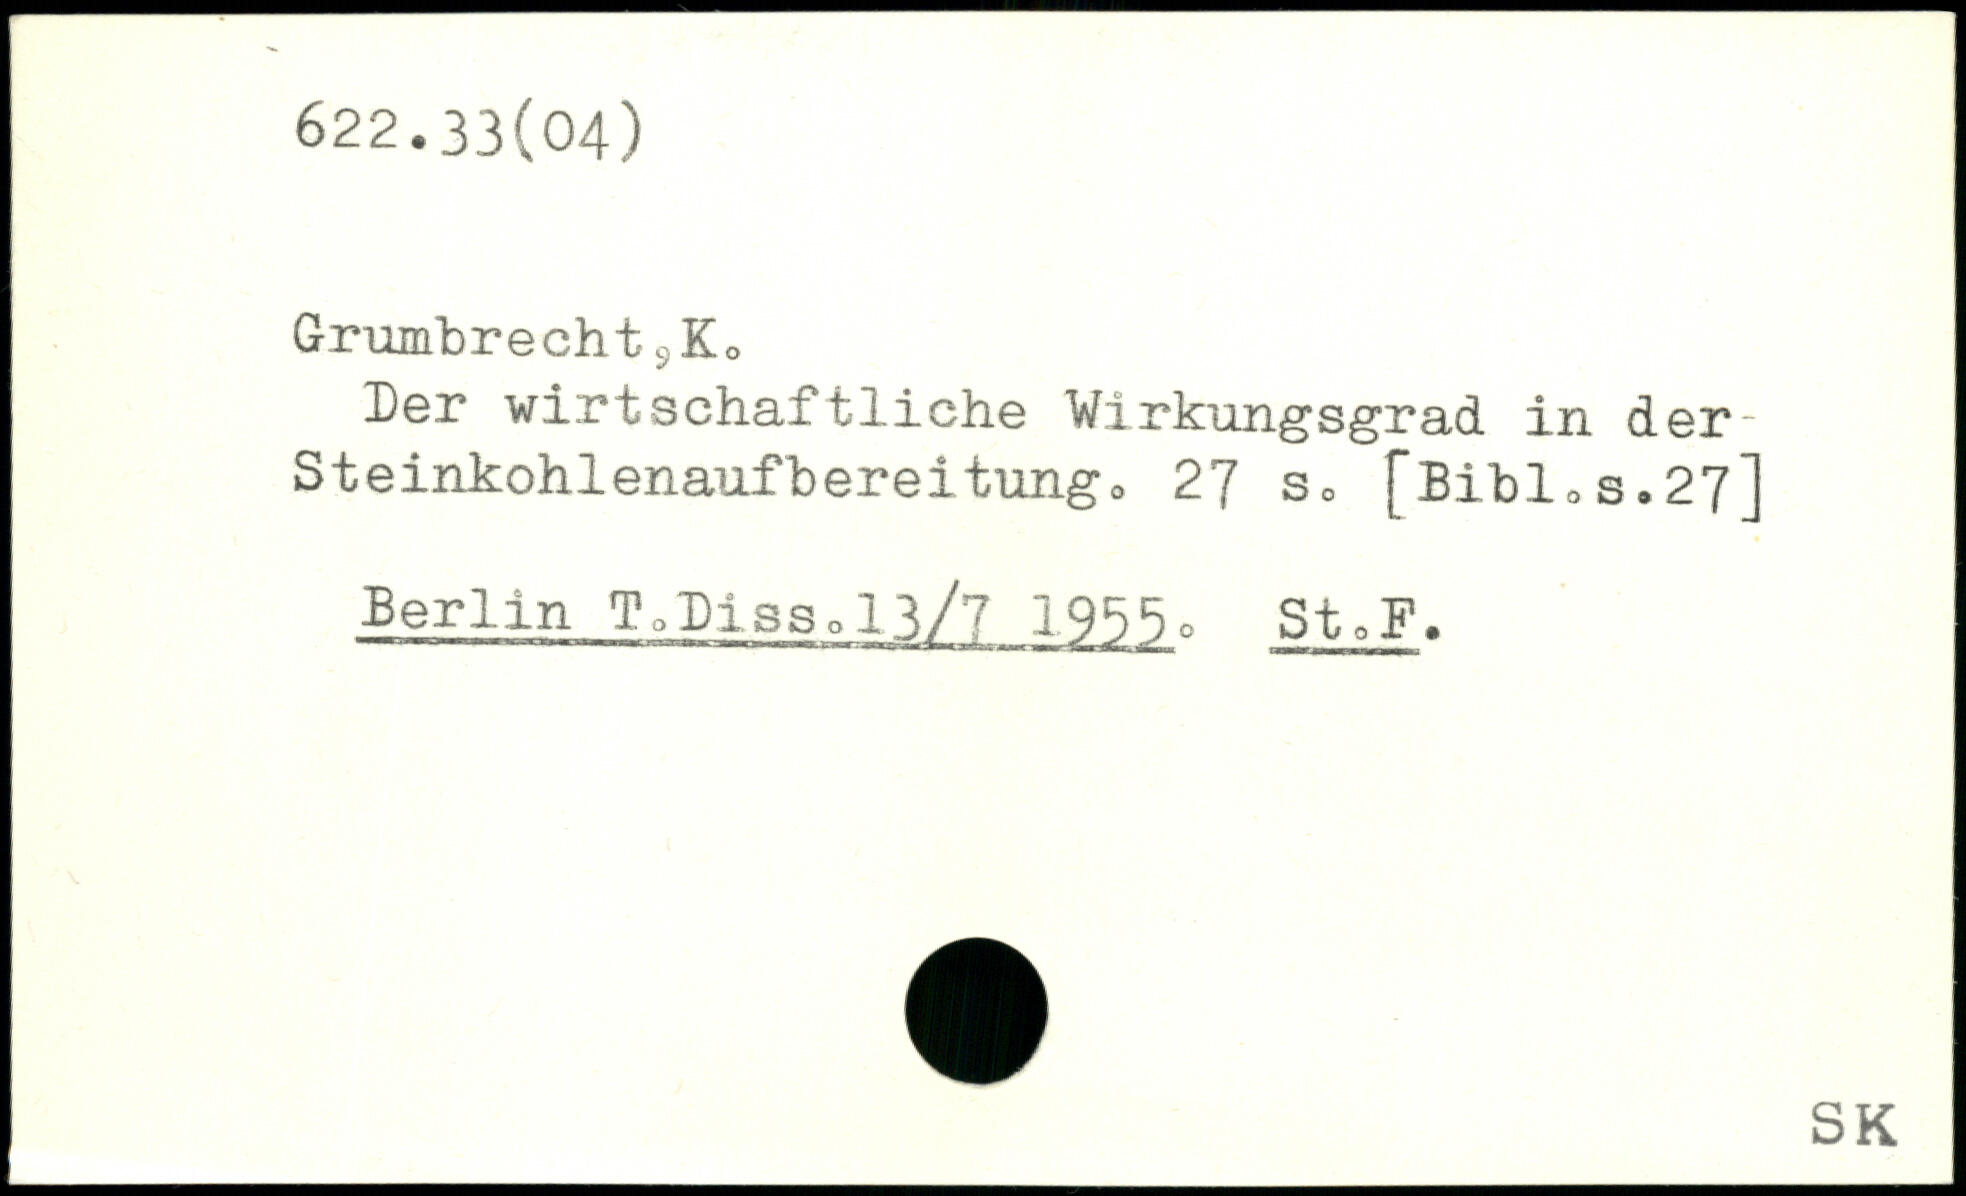 622.33(04)
Grumbrecht,K.
Der wirtschaftliche Wirkungsgrad in der-
Steinkohlenaufbereitung. 27 s. [Bibl.s.27]
Berlin T.Diss.13/7 1955. St.F.
SK